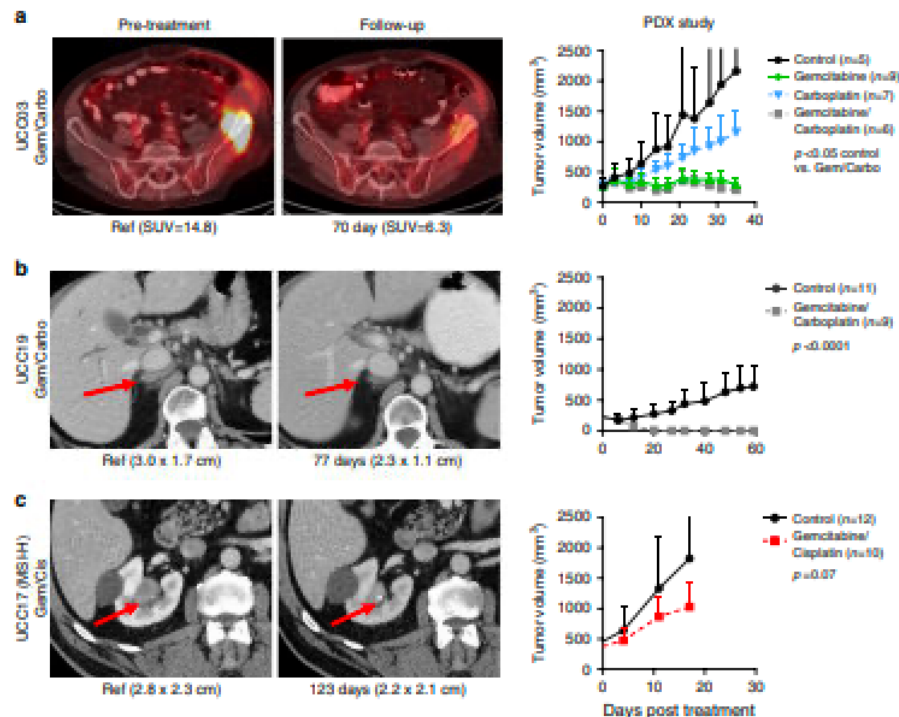 a
Pre-treatment
Follow-up
PDX study
UCC03
Gem/Carbo
Ref (SUV=14.8)
70 day (SUV=6.3)
Tumor volume (mm³)
2500
2000
1500
1000
500
0
0 10 20 30 40
Control (n=5)
Gemcitabine (n=9)
Carboplatin (n=7)
Gemcitabine/
Carboplatin (n=6)
p <0.05 control
vs. Gem/Carbo
b
UCC19
Gem/Carbo
Ref (3.0 x 1.7 cm)
77 days (2.3 x 1.1 cm)
Tumor volume (mm³)
2500
2000
1500
1000
500
0
0 10 20 30 40 50 60
Control (n=11)
Gemcitabine/
Carboplatin (n=9)
p <0.0001
c
UCC17 (MSI-H)
Gem/Cis
Ref (2.8 x 2.3 cm)
123 days (2.2 x 2.1 cm)
Tumor volume (mm³)
2500
2000
1500
1000
500
0
0 10 20 30
Days post treatment
Control (n=12)
Gemcitabine/
Cisplatin (n=10)
p =0.07